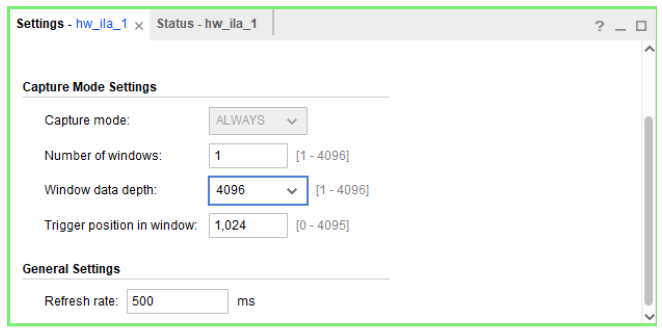 Settings - hw_ila_1 × Status - hw_ila_1 ? _ □
Capture Mode Settings
Capture mode: ALWAYS
Number of windows: 1 [1 - 4096]
Window data depth: 4096 [1 - 4096]
Trigger position in window: 1,024 [0 - 4095]
General Settings
Refresh rate: 500 ms